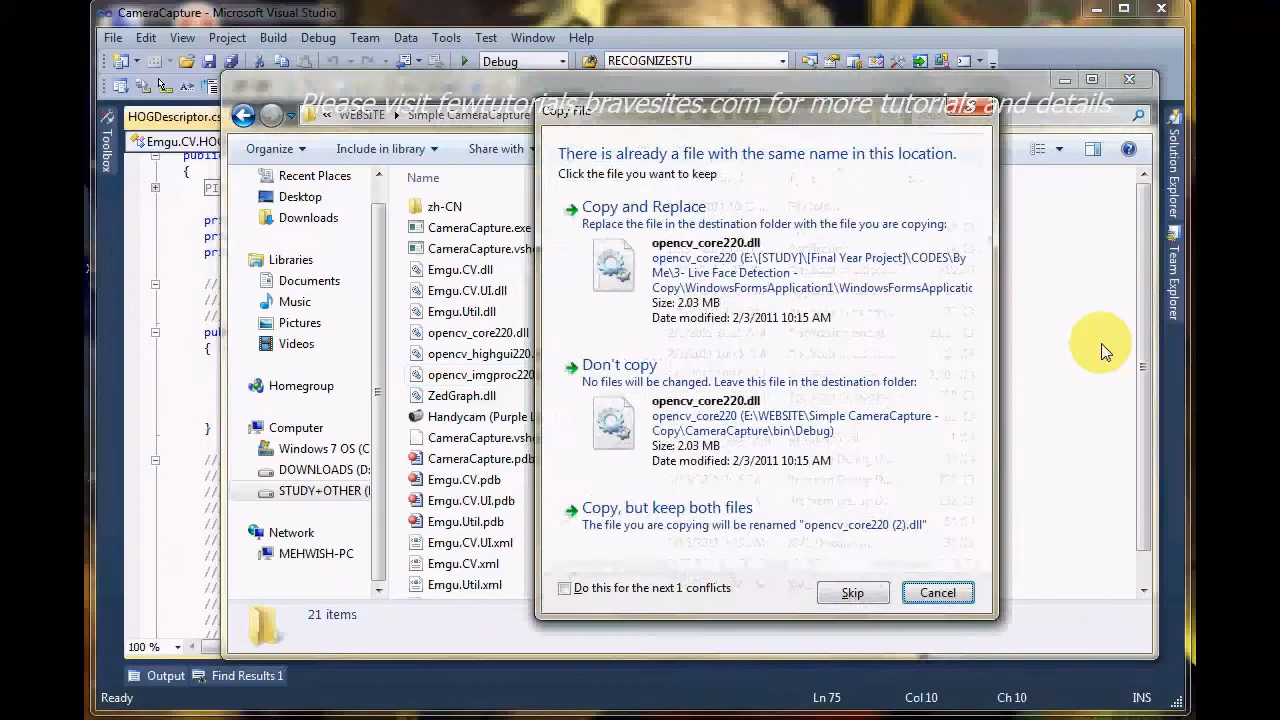 CameraCapture - Microsoft Visual Studio
File Edit View Project Build Debug Team Data Tools Test Window Help
Debug RECOGNIZESTU
Please visit fewtutorials.bravesites.com for more tutorials and details
HOGDescriptor.cs
WEBSITE Simple CameraCapture
Copy File
Emgu.CV.HOG
Toolbox
Solution Explorer
Team Explorer
Organize Include in library Share with
Recent Places
Desktop
Downloads
Libraries
Documents
Music
Pictures
Videos
Homegroup
Computer
Windows 7 OS (
DOWNLOADS (D:
STUDY+OTHER (
Network
MEHWISH-PC
Name
zh-CN
CameraCapture.exe
CameraCapture.vsh
Emgu.CV.dll
Emgu.CV.UI.dll
Emgu.Util.dll
opencv_core220.dll
opencv_highgui220.
opencv_imgproc220
ZedGraph.dll
Handycam (Purple L
CameraCapture.vsh
CameraCapture.pdb
Emgu.CV.pdb
Emgu.CV.UI.pdb
Emgu.Util.pdb
Emgu.CV.UI.xml
Emgu.CV.xml
Emgu.Util.xml
21 items
There is already a file with the same name in this location.
Click the file you want to keep
Copy and Replace
Replace the file in the destination folder with the file you are copying:
opencv_core220.dll
opencv_core220 (E:\[STUDY]\[Final Year Project]\CODES\By
Me\3- Live Face Detection -
Copy\WindowsFormsApplication1\WindowsFormsApplicatic
Size: 2.03 MB
Date modified: 2/3/2011 10:15 AM
Don't copy
No files will be changed. Leave this file in the destination folder:
opencv_core220.dll
opencv_core220 (E:\WEBSITE\Simple CameraCapture -
Copy\CameraCapture\bin\Debug)
Size: 2.03 MB
Date modified: 2/3/2011 10:15 AM
Copy, but keep both files
The file you are copying will be renamed "opencv_core220 (2).dll"
Do this for the next 1 conflicts
Skip Cancel
100 %
Output Find Results 1
Ready Ln 75 Col 10 Ch 10 INS